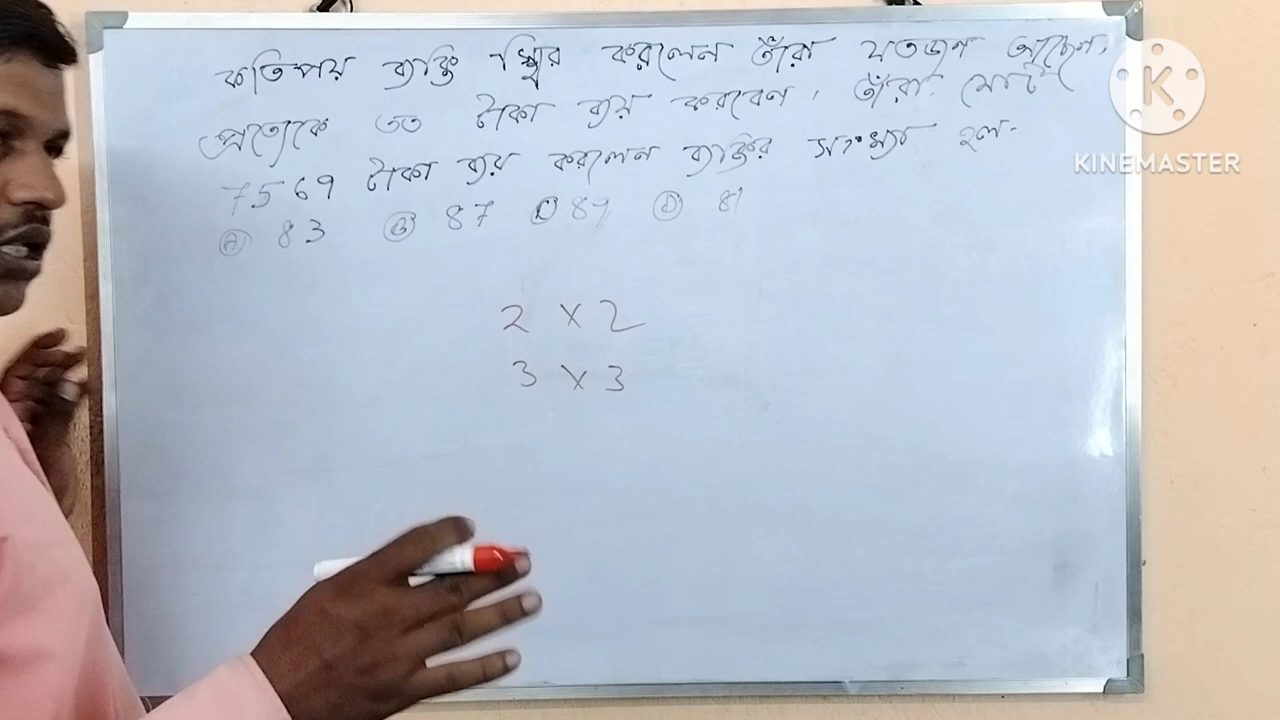 কতিপয় ব্যক্তি স্থির করলেন তাঁরা যতজন আছেন,
প্রত্যেকে তত টাকা ব্যয় করবেন, তাঁরা মোট
7569 টাকা ব্যয় করলেন ব্যক্তির সংখ্যা হল-
Ⓐ 83 Ⓑ 87 Ⓒ 89 Ⓓ 81
2 × 2
3 × 3
K
KINEMASTER